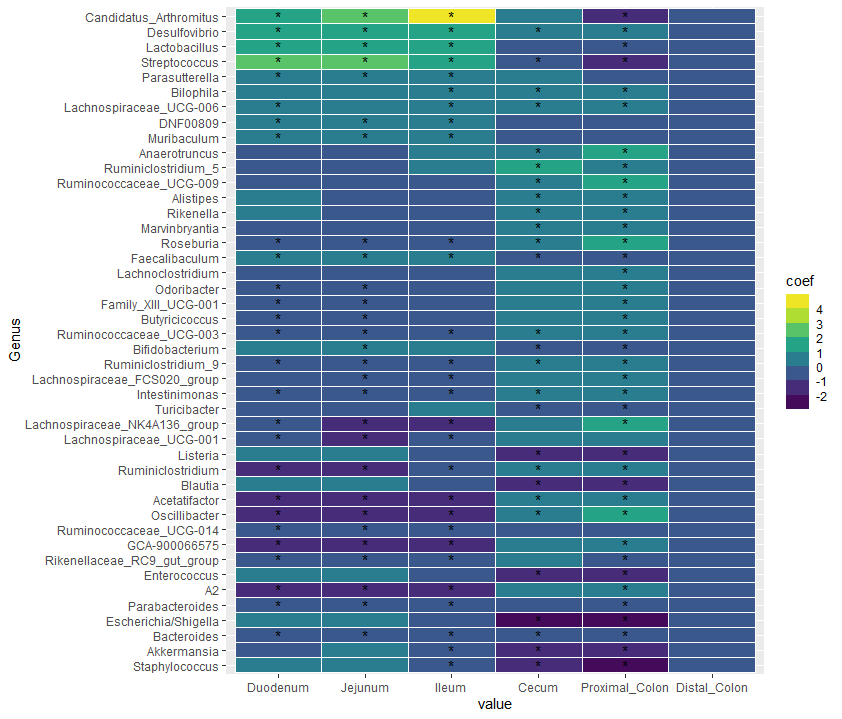 Candidatus_Arthromitus
Desulfovibrio
Lactobacillus
Streptococcus
Parasutterella
Bilophila
Lachnospiraceae_UCG-006
DNF00809
Muribaculum
Anaerotruncus
Ruminiclostridium_5
Ruminococcaceae_UCG-009
Alistipes
Rikenella
Marvinbryantia
Roseburia
Faecalibaculum
Lachnoclostridium
Odoribacter
Family_XIII_UCG-001
Butyricicoccus
Ruminococcaceae_UCG-003
Bifidobacterium
Ruminiclostridium_9
Lachnospiraceae_FCS020_group
Intestinimonas
Turicibacter
Lachnospiraceae_NK4A136_group
Lachnospiraceae_UCG-001
Listeria
Ruminiclostridium
Blautia
Acetatifactor
Oscillibacter
Ruminococcaceae_UCG-014
GCA-900066575
Rikenellaceae_RC9_gut_group
Enterococcus
A2
Parabacteroides
Escherichia/Shigella
Bacteroides
Akkermansia
Staphylococcus
Genus
Duodenum Jejunum Ileum Cecum Proximal_Colon Distal_Colon
value
coef
4
3
2
1
0
-1
-2